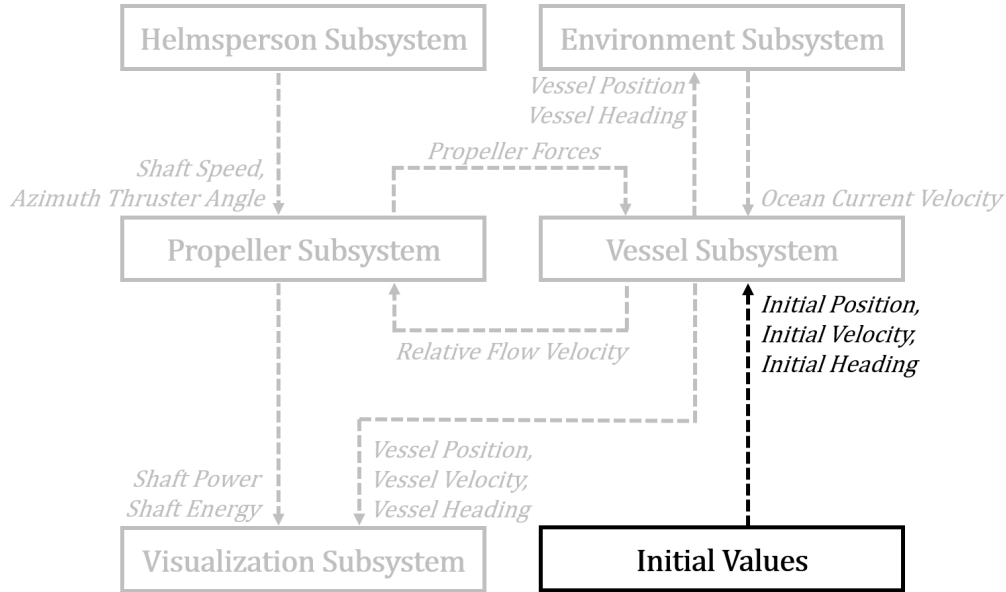 Helmsperson Subsystem
Environment Subsystem
Vessel Position
Vessel Heading
Propeller Forces
Shaft Speed,
Azimuth Thruster Angle
Ocean Current Velocity
Propeller Subsystem
Vessel Subsystem
Initial Position,
Initial Velocity,
Initial Heading
Relative Flow Velocity
Vessel Position,
Vessel Velocity,
Vessel Heading
Shaft Power
Shaft Energy
Visualization Subsystem
Initial Values